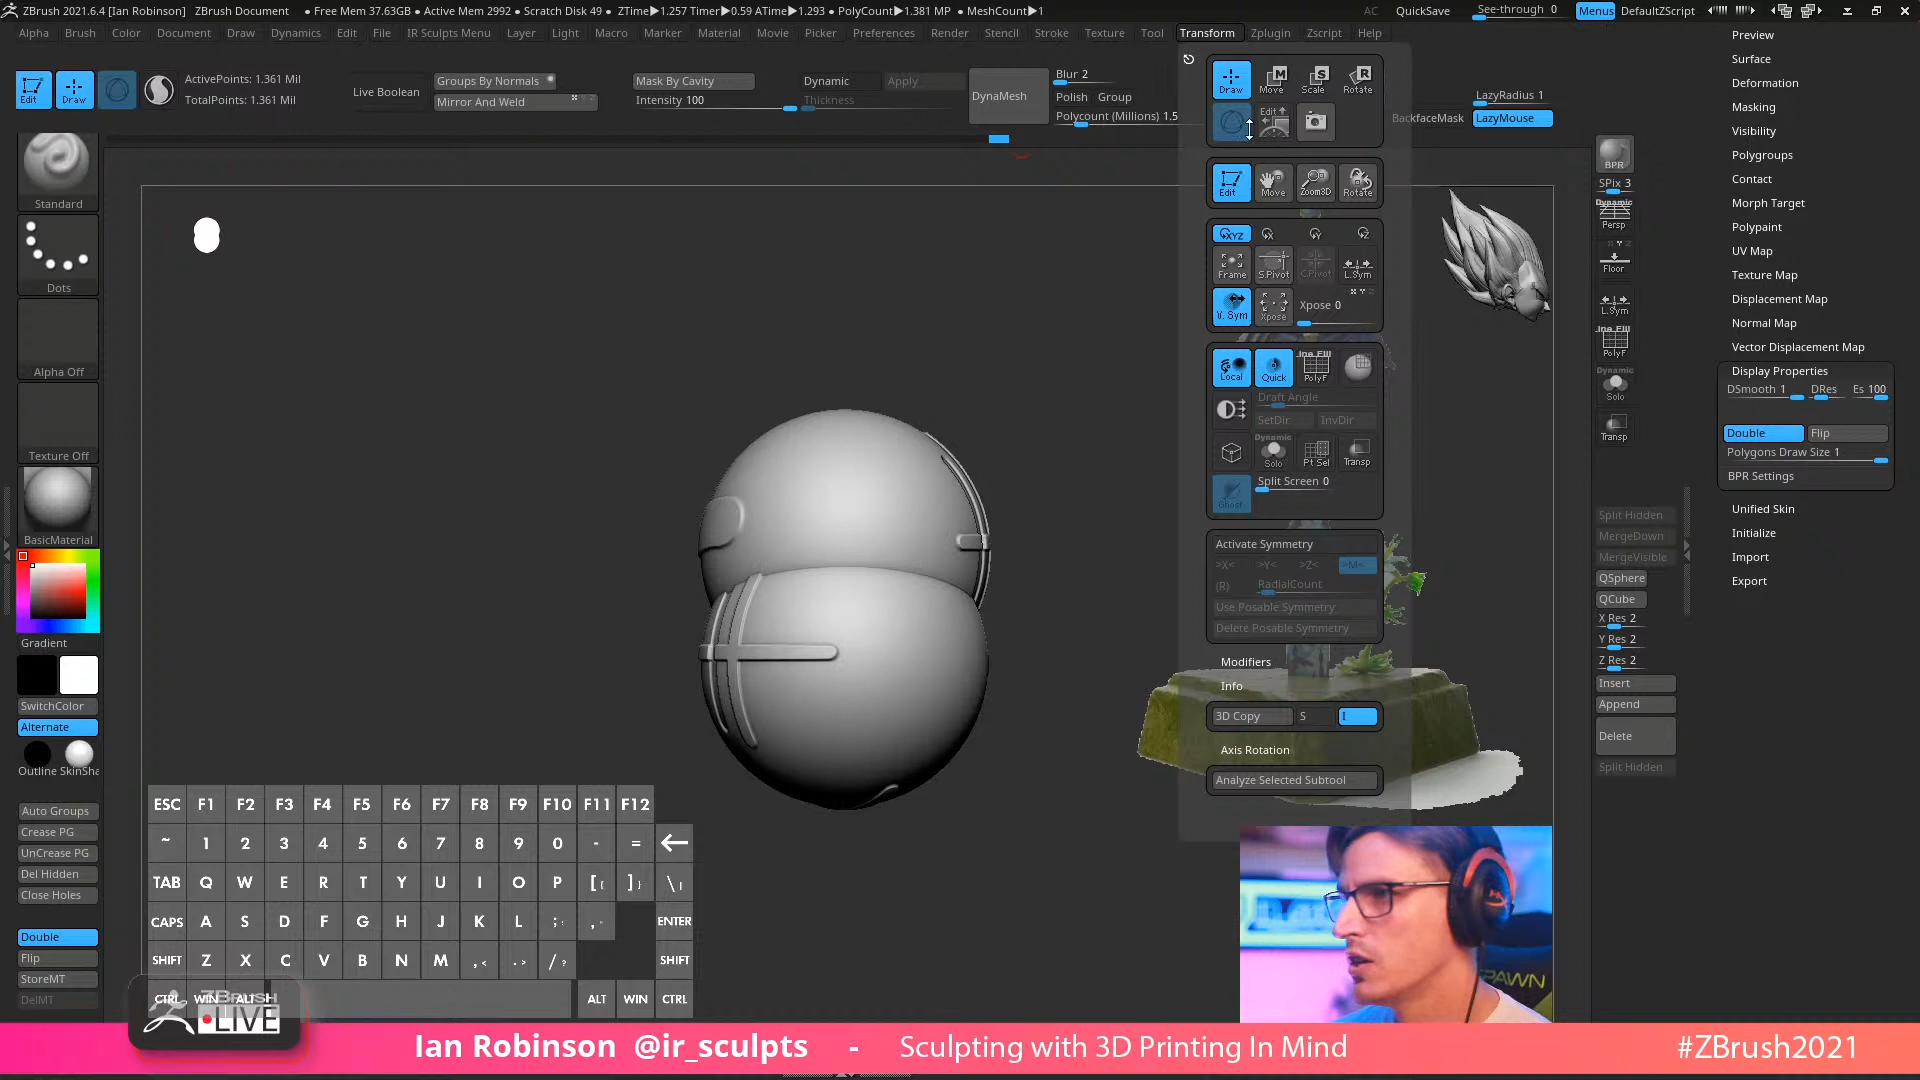 ZBrush 2021.6.4 [Ian Robinson] ZBrush Document • Free Mem 37.63GB • Active Mem 2992 • Scratch Disk 49 • ZTime▶1.257 Timer▶0.59 ATime▶1.293 • PolyCount▶1.381 MP • MeshCount▶1 AC QuickSave See-through 0 Menus DefaultZScript
Alpha Brush Color Document Draw Dynamics Edit File IR Sculpts Menu Layer Light Macro Marker Material Movie Picker Preferences Render Stencil Stroke Texture Tool Transform Zplugin Zscript Help
Edit Draw
ActivePoints: 1.361 Mil
TotalPoints: 1.361 Mil
Live Boolean
Groups By Normals
Mirror And Weld
Mask By Cavity
Intensity 100
Dynamic Apply
Thickness
DynaMesh
Blur 2
Polish Group
Polycount (Millions) 1.5
BackfaceMask
LazyRadius 1
LazyMouse
Standard
Dots
Alpha Off
Texture Off
BasicMaterial
Gradient
SwitchColor
Alternate
Outline SkinSha
Auto Groups
Crease PG
UnCrease PG
Del Hidden
Close Holes
Double
Flip
StoreMT
DelMT
Draw Move Scale Rotate
Edit
Edit Move Zoom3D Rotate
XYZ X Y Z
Frame S.Pivot C.Pivot L.Sym
V. Sym Xpose Xpose 0
Local Quick Line Fill PolyF
Draft Angle
SetDir InvDir
Dynamic
Solo Pt Sel Transp
Ghost Split Screen 0
Activate Symmetry
>X< >Y< >Z< >M<
(R) RadialCount
Use Posable Symmetry
Delete Posable Symmetry
Modifiers
Info
3D Copy S I
Axis Rotation
Analyze Selected Subtool
BPR
SPix 3
Dynamic
Persp
Floor
L.Sym
Line Fill
PolyF
Dynamic
Solo
Transp
Split Hidden
MergeDown
MergeVisible
QSphere
QCube
X Res 2
Y Res 2
Z Res 2
Insert
Append
Delete
Split Hidden
Preview
Surface
Deformation
Masking
Visibility
Polygroups
Contact
Morph Target
Polypaint
UV Map
Texture Map
Displacement Map
Normal Map
Vector Displacement Map
Display Properties
DSmooth 1 DRes Es 100
Double Flip
Polygons Draw Size 1
BPR Settings
Unified Skin
Initialize
Import
Export
ESC F1 F2 F3 F4 F5 F6 F7 F8 F9 F10 F11 F12
~ 1 2 3 4 5 6 7 8 9 0 - = ←
TAB Q W E R T Y U I O P [{ ]} \|
CAPS A S D F G H J K L ;: ENTER
SHIFT Z X C V B N M ,< .> /? SHIFT
CTRL WIN ALT ALT WIN CTRL
ZBRUSH
LIVE
Ian Robinson @ir_sculpts - Sculpting with 3D Printing In Mind #ZBrush2021